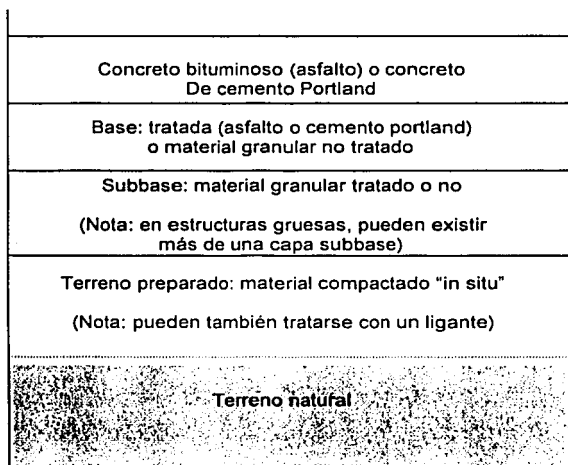 Concreto bituminoso (asfalto) o concreto
De cemento Portland
Base: tratada (asfalto o cemento portland)
o material granular no tratado
Subbase: material granular tratado o no
(Nota: en estructuras gruesas, pueden existir
más de una capa subbase)
Terreno preparado: material compactado "in situ"
(Nota: pueden también tratarse con un ligante)
Terreno natural